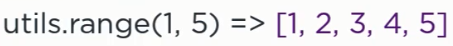 utils.range(1, 5) => [1, 2, 3, 4, 5]